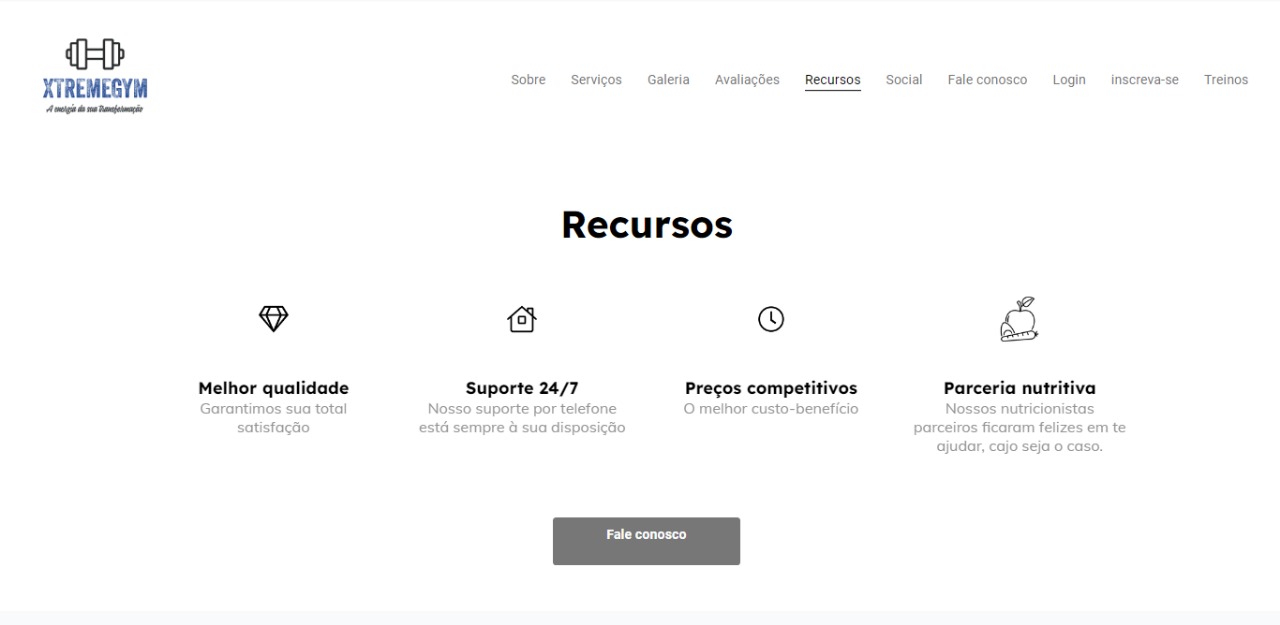 XTREMEGYM
A energia da sua Transformação
Sobre Serviços Galeria Avaliações Recursos Social Fale conosco Login inscreva-se Treinos
Recursos
Melhor qualidade
Garantimos sua total
satisfação
Suporte 24/7
Nosso suporte por telefone
está sempre à sua disposição
Preços competitivos
O melhor custo-benefício
Parceria nutritiva
Nossos nutricionistas
parceiros ficaram felizes em te
ajudar, cajo seja o caso.
Fale conosco